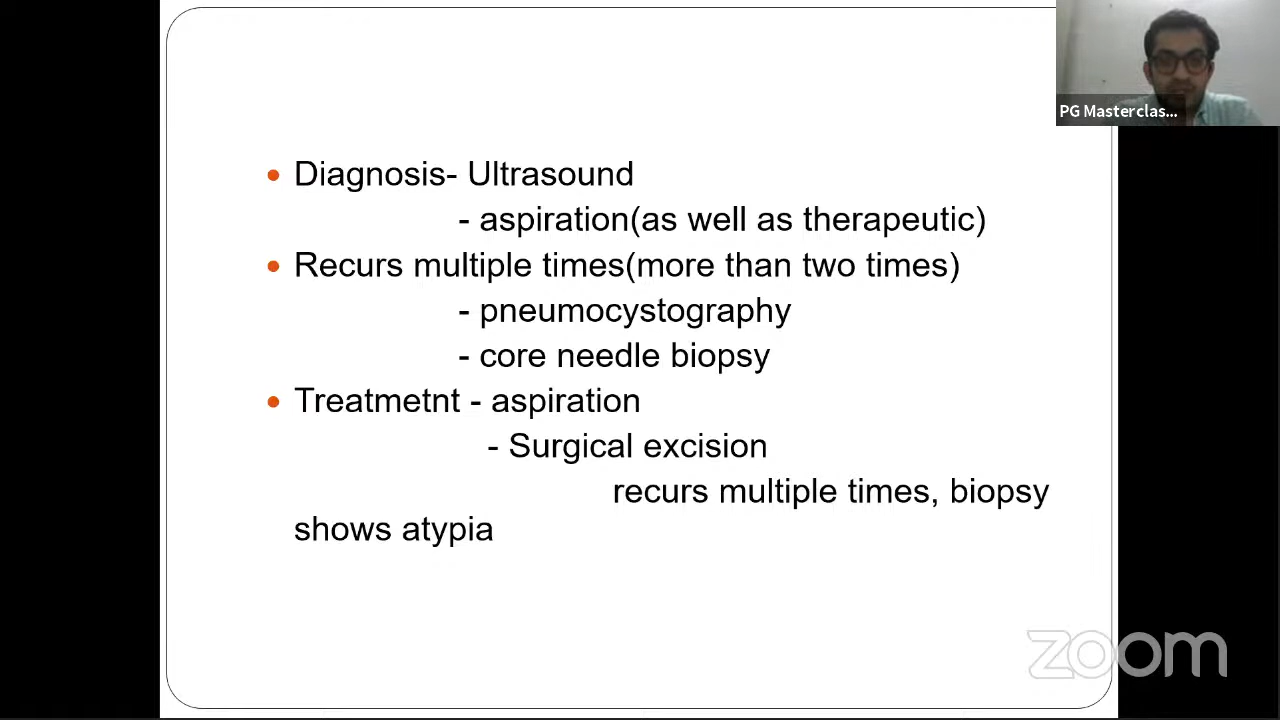 PG Masterclas...
• Diagnosis- Ultrasound
- aspiration(as well as therapeutic)
• Recurs multiple times(more than two times)
- pneumocystography
- core needle biopsy
• Treatmetnt - aspiration
- Surgical excision
recurs multiple times, biopsy
shows atypia
zoom